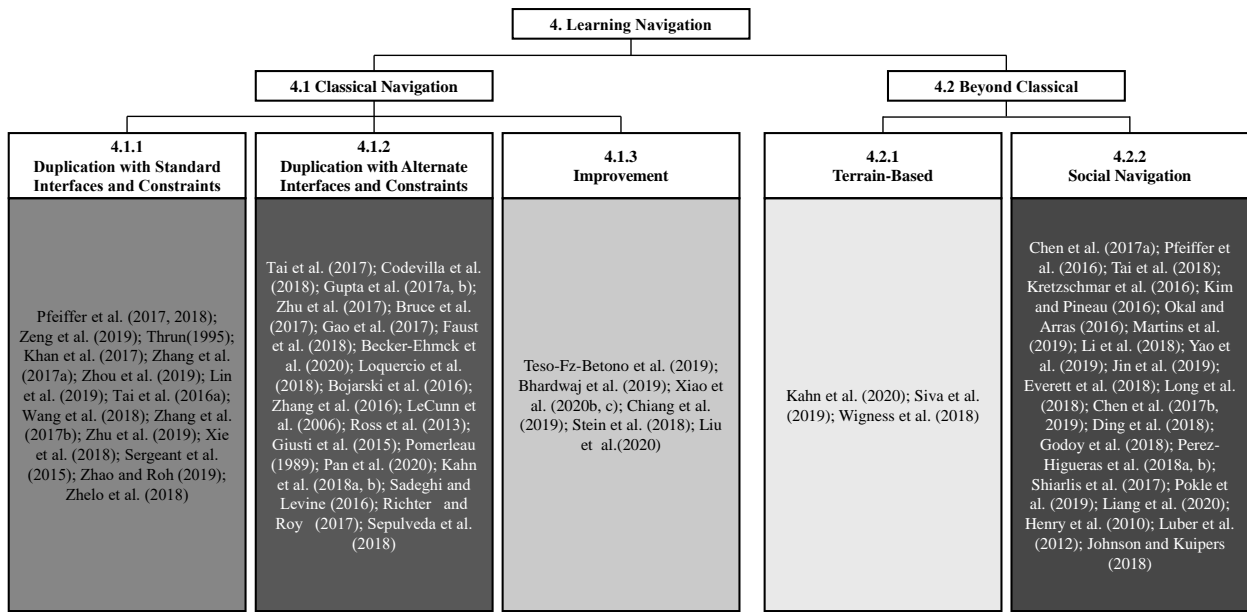 4. Learning Navigation
4.1 Classical Navigation
4.2 Beyond Classical
4.1.1
Duplication with Standard
Interfaces and Constraints
Pfeiffer et al. (2017, 2018);
Zeng et al. (2019); Thrun(1995);
Khan et al. (2017); Zhang et al.
(2017a); Zhou et al. (2019); Lin
et al. (2019); Tai et al. (2016a);
Wang et al. (2018); Zhang et al.
(2017b); Zhu et al. (2019); Xie
et al. (2018); Sergeant et al.
(2015); Zhao and Roh (2019);
Zhelo et al. (2018)
4.1.2
Duplication with Alternate
Interfaces and Constraints
Tai et al. (2017); Codevilla et al.
(2018); Gupta et al. (2017a, b);
Zhu et al. (2017); Bruce et al.
(2017); Gao et al. (2017); Faust
et al. (2018); Becker-Ehmck et
al. (2020); Loquercio et al.
(2018); Bojarski et al. (2016);
Zhang et al. (2016); LeCunn et
al. (2006); Ross et al. (2013);
Giusti et al. (2015); Pomerleau
(1989); Pan et al. (2020); Kahn
et al. (2018a, b); Sadeghi and
Levine (2016); Richter and
Roy (2017); Sepulveda et al.
(2018)
4.1.3
Improvement
Teso-Fz-Betono et al. (2019);
Bhardwaj et al. (2019); Xiao et
al. (2020b, c); Chiang et al.
(2019); Stein et al. (2018); Liu
et al.(2020)
4.2.1
Terrain-Based
Kahn et al. (2020); Siva et al.
(2019); Wigness et al. (2018)
4.2.2
Social Navigation
Chen et al. (2017a); Pfeiffer et
al. (2016); Tai et al. (2018);
Kretzschmar et al. (2016); Kim
and Pineau (2016); Okal and
Arras (2016); Martins et al.
(2019); Li et al. (2018); Yao et
al. (2019); Jin et al. (2019);
Everett et al. (2018); Long et al.
(2018); Chen et al. (2017b,
2019); Ding et al. (2018);
Godoy et al. (2018); Perez-
Higueras et al. (2018a, b);
Shiarlis et al. (2017); Pokle et
al. (2019); Liang et al. (2020);
Henry et al. (2010); Luber et al.
(2012); Johnson and Kuipers
(2018)